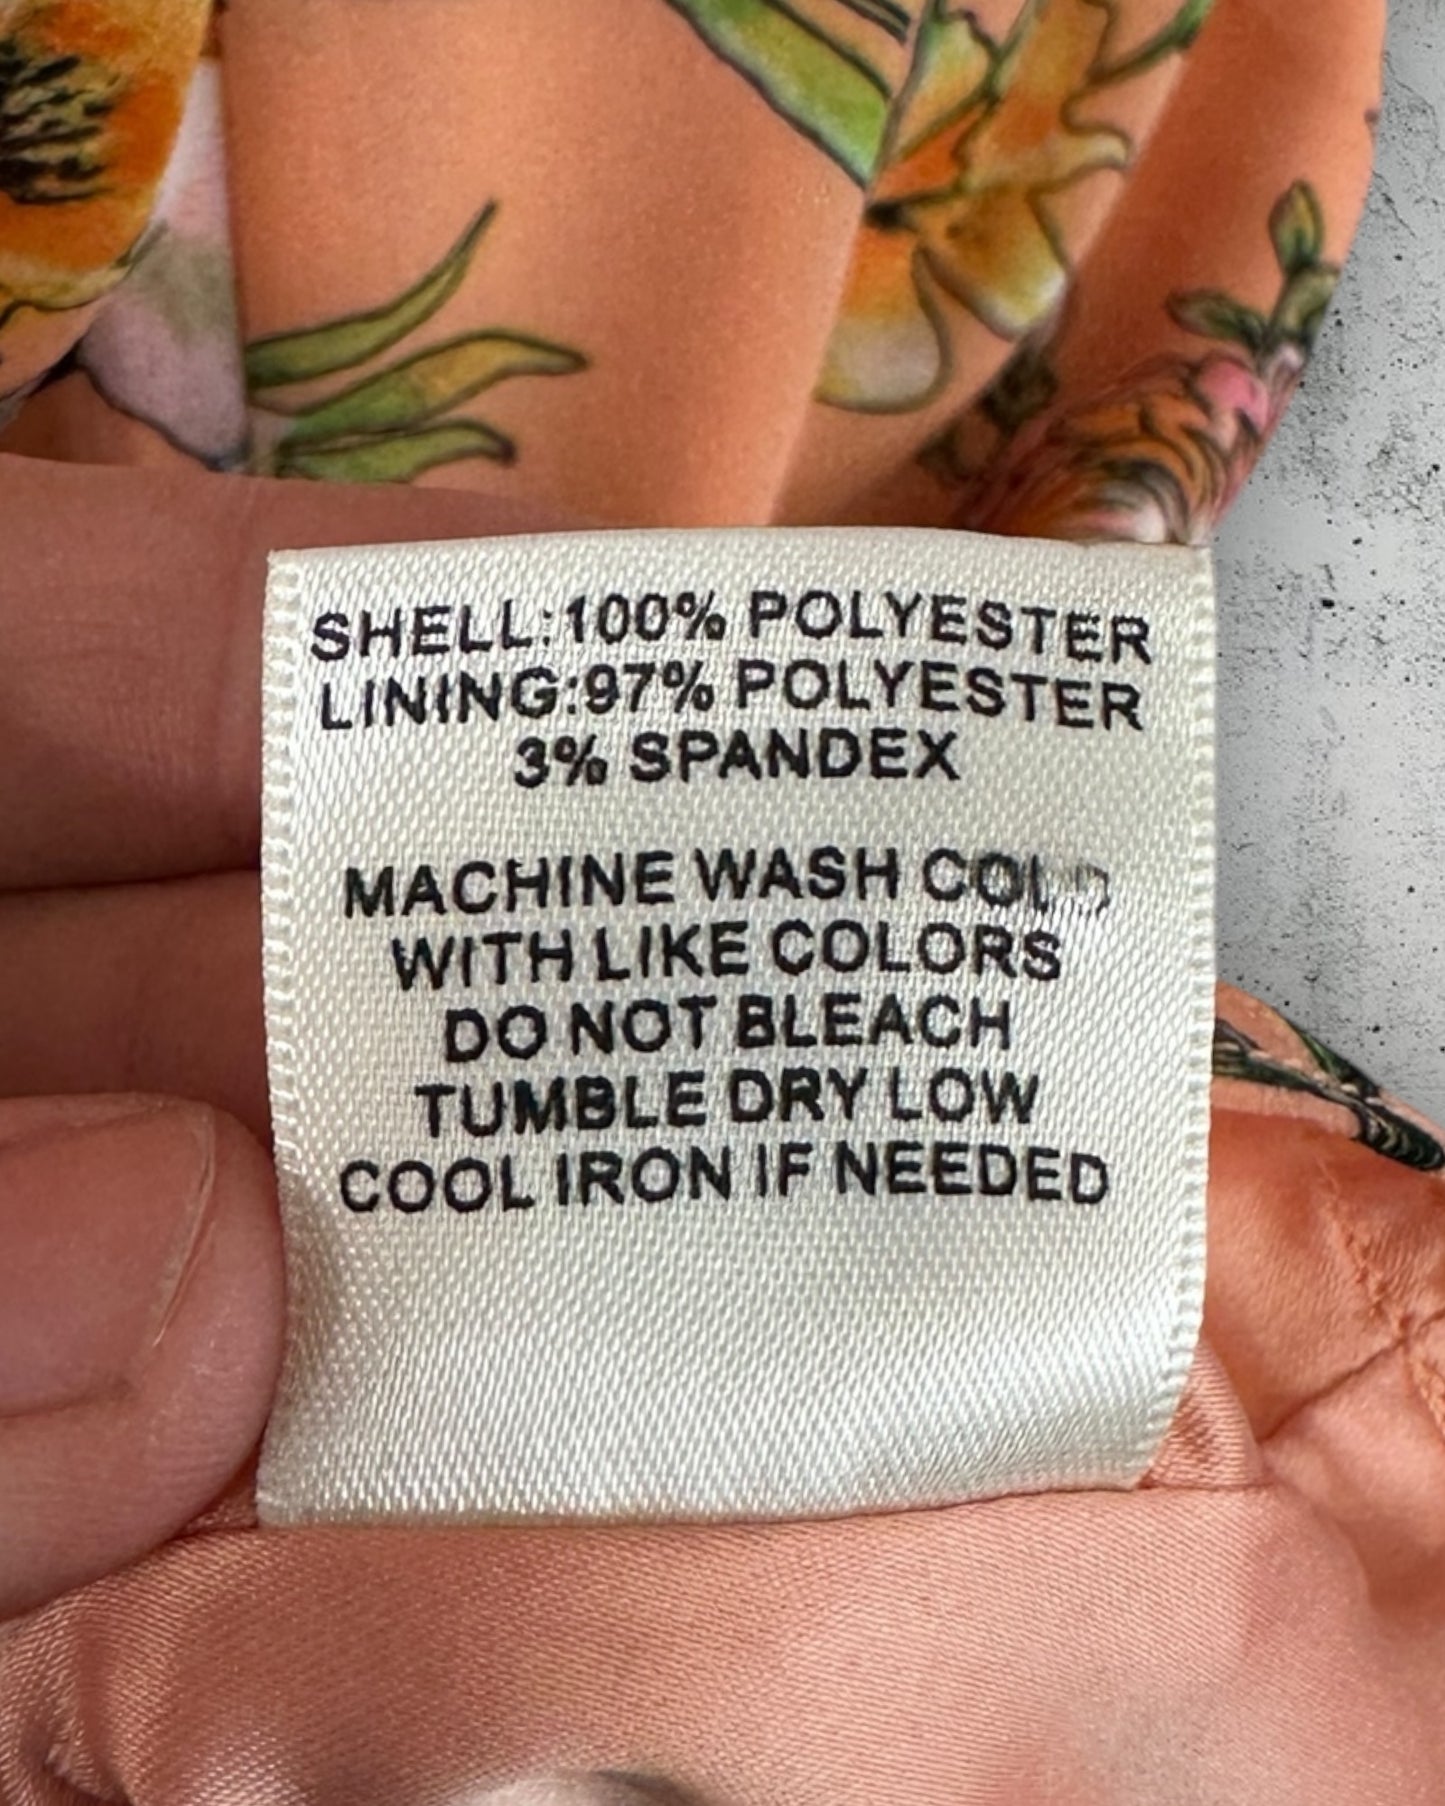 SHELL:100% POLYESTER
LINING:97% POLYESTER
3% SPANDEX
MACHINE WASH COLD
WITH LIKE COLORS
DO NOT BLEACH
TUMBLE DRY LOW
COOL IRON IF NEEDED